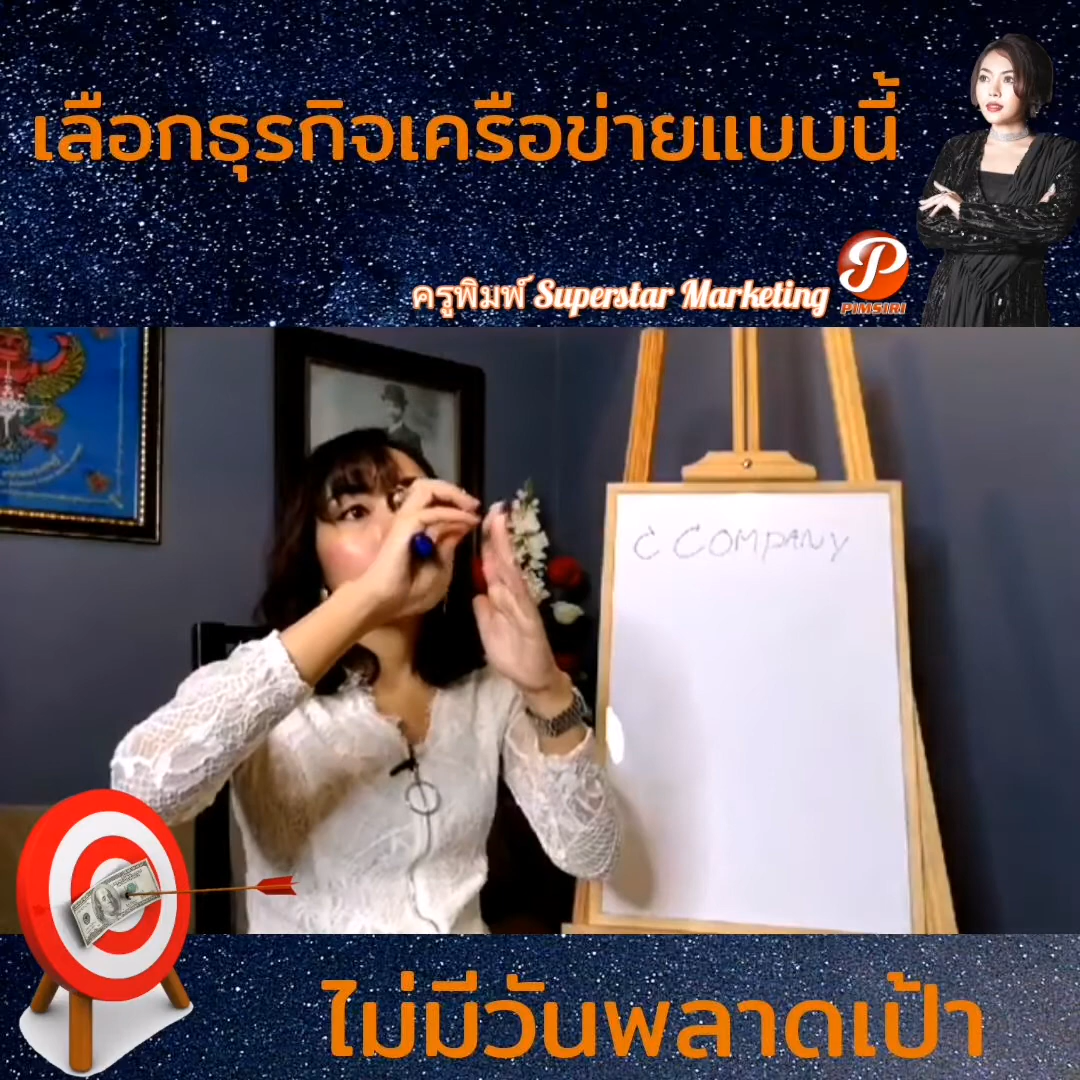 เลือกธุรกิจเครือข่ายแบบนี้
ครูพิมพ์ Superstar Marketing
P
PIMSIRI
C COMPANY
ไม่มีวันพลาดเป้า